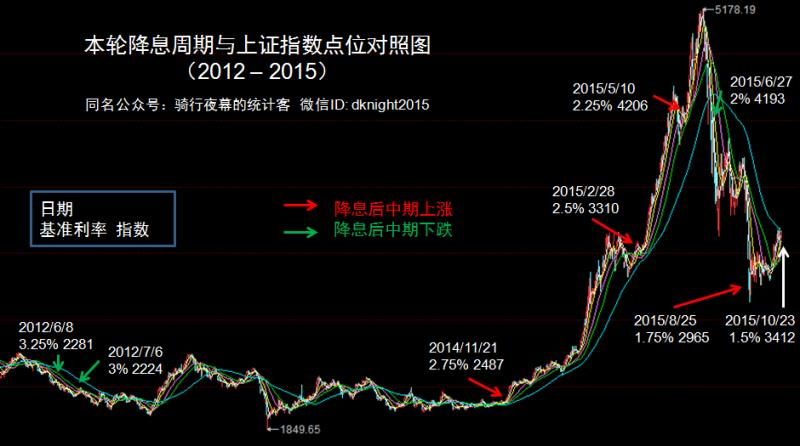 本轮降息周期与上证指数点位对照图
（2012 – 2015）
同名公众号：骑行夜幕的统计客 微信ID: dknight2015
5178.19
2015/5/10
2.25% 4206
2015/6/27
2% 4193
日期
基准利率 指数
降息后中期上涨
降息后中期下跌
2015/2/28
2.5% 3310
2012/6/8
3.25% 2281
2012/7/6
3% 2224
2014/11/21
2.75% 2487
2015/8/25
1.75% 2965
2015/10/23
1.5% 3412
1849.65